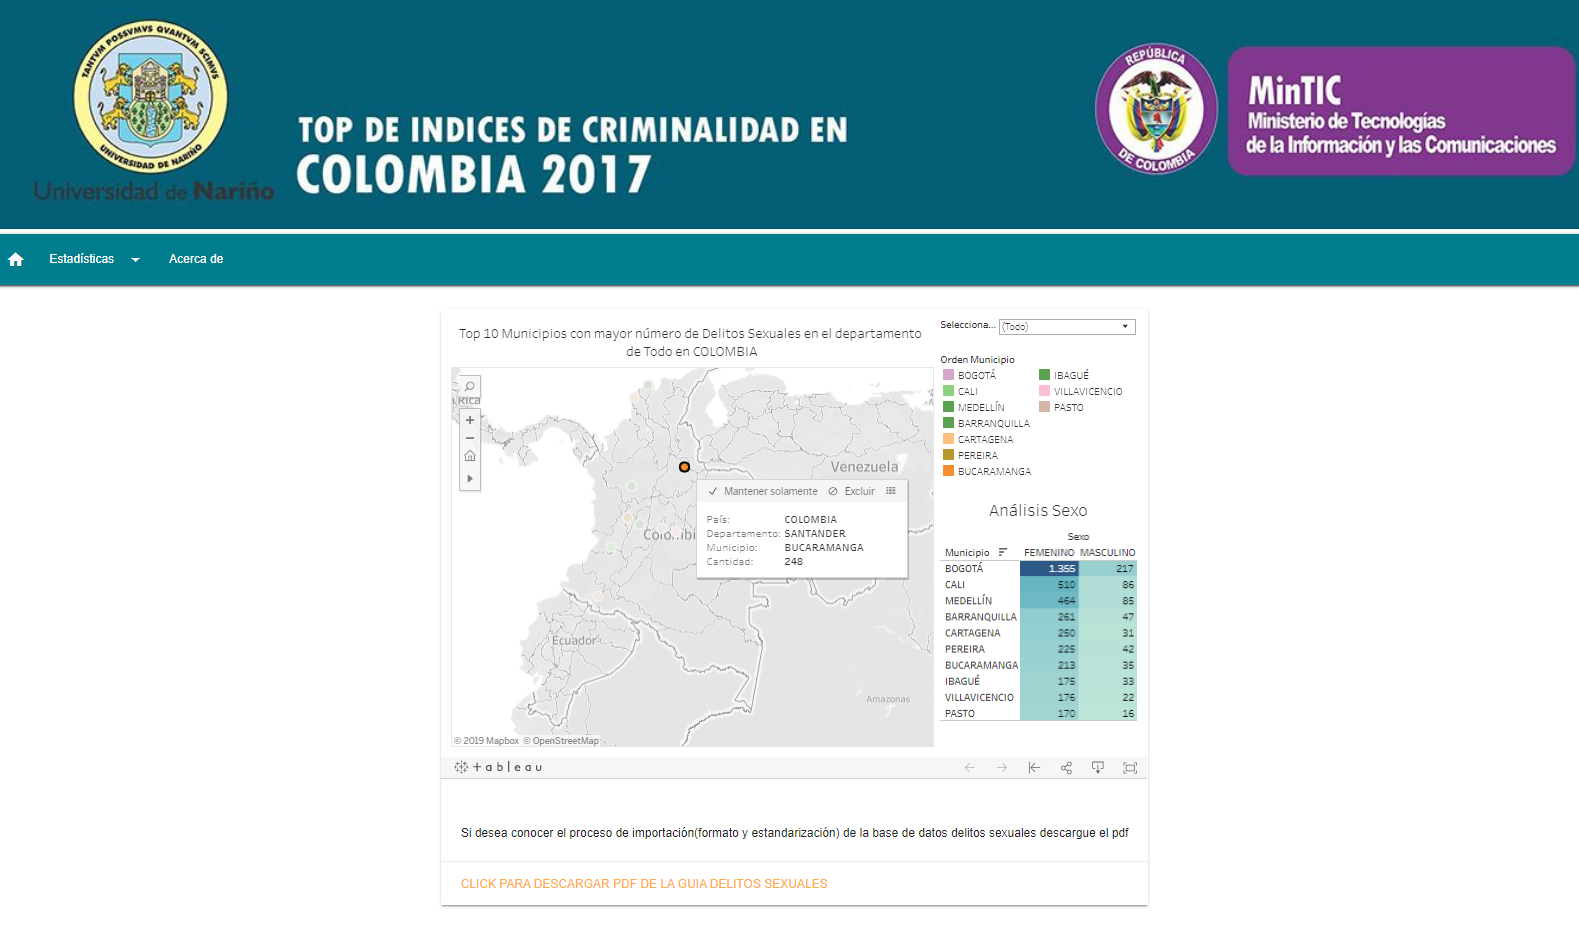 TANTVM POSSVMVS QVANTVM SCIMVS
UNIVERSIDAD DE NARIÑO
Universidad de Nariño
TOP DE INDICES DE CRIMINALIDAD EN
COLOMBIA 2017
REPÚBLICA
DE COLOMBIA
MinTIC
Ministerio de Tecnologías
de la Información y las Comunicaciones
Estadísticas
Acerca de
Top 10 Municipios con mayor número de Delitos Sexuales en el departamento
de Todo en COLOMBIA
Rica
Venezuela
Colombi
Ecuador
Amazonas
Mantener solamente Excluir
País: COLOMBIA
Departamento: SANTANDER
Municipio: BUCARAMANGA
Cantidad: 248
© 2019 Mapbox © OpenStreetMap
Selecciona... (Todo)
Orden Municipio
BOGOTÁ IBAGUÉ
CALI VILLAVICENCIO
MEDELLÍN PASTO
BARRANQUILLA
CARTAGENA
PEREIRA
BUCARAMANGA
Análisis Sexo
Sexo
Municipio FEMENINO MASCULINO
BOGOTÁ 1.355 217
CALI 510 86
MEDELLÍN 464 85
BARRANQUILLA 261 47
CARTAGENA 250 31
PEREIRA 225 42
BUCARAMANGA 213 35
IBAGUÉ 175 33
VILLAVICENCIO 176 22
PASTO 170 16
+ableau
Si desea conocer el proceso de importación(formato y estandarización) de la base de datos delitos sexuales descargue el pdf
CLICK PARA DESCARGAR PDF DE LA GUIA DELITOS SEXUALES